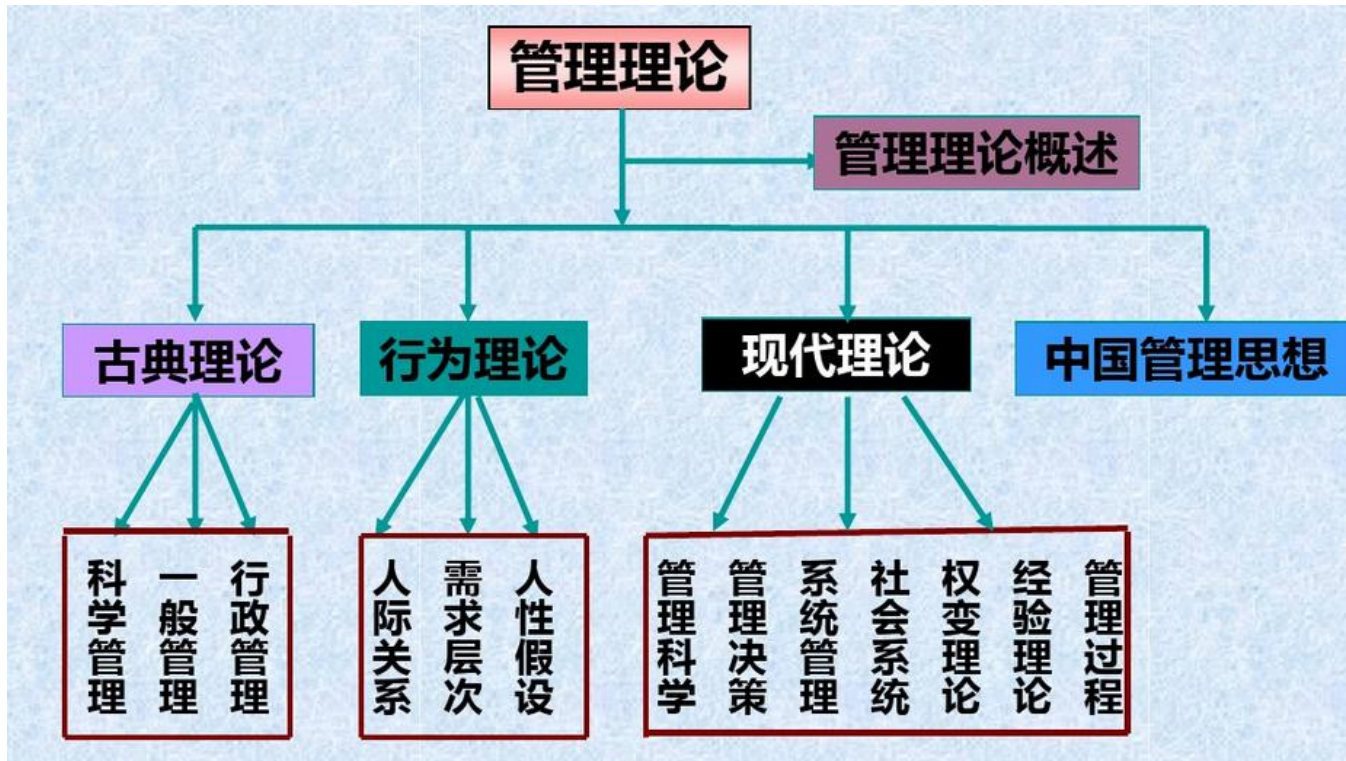 管理理论
管理理论概述
古典理论
行为理论
现代理论
中国管理思想
科学管理
一般管理
行政管理
人际关系
需求层次
人性假设
管理科学
管理决策
系统管理
社会系统
权变理论
经验理论
管理过程